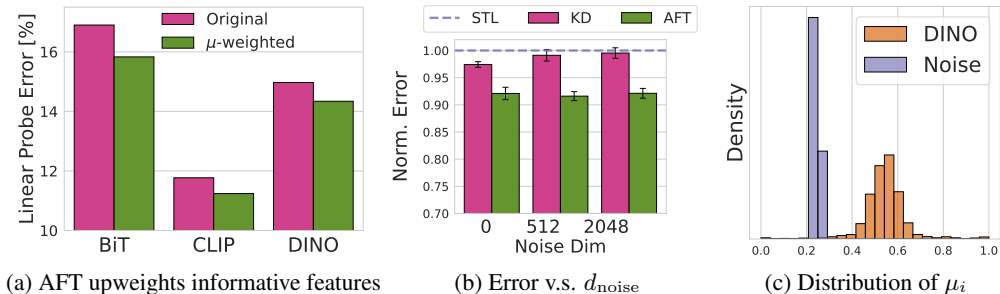 Linear Probe Error [%]
Original
μ-weighted
16
14
12
10
BiT CLIP DINO
(a) AFT upweights informative features
STL KD AFT
Norm. Error
1.00
0.95
0.90
0.85
0.80
0.75
0.70
0 512 2048
Noise Dim
(b) Error v.s. d_noise
Density
DINO
Noise
0.0 0.2 0.4 0.6 0.8 1.0
(c) Distribution of μ_i